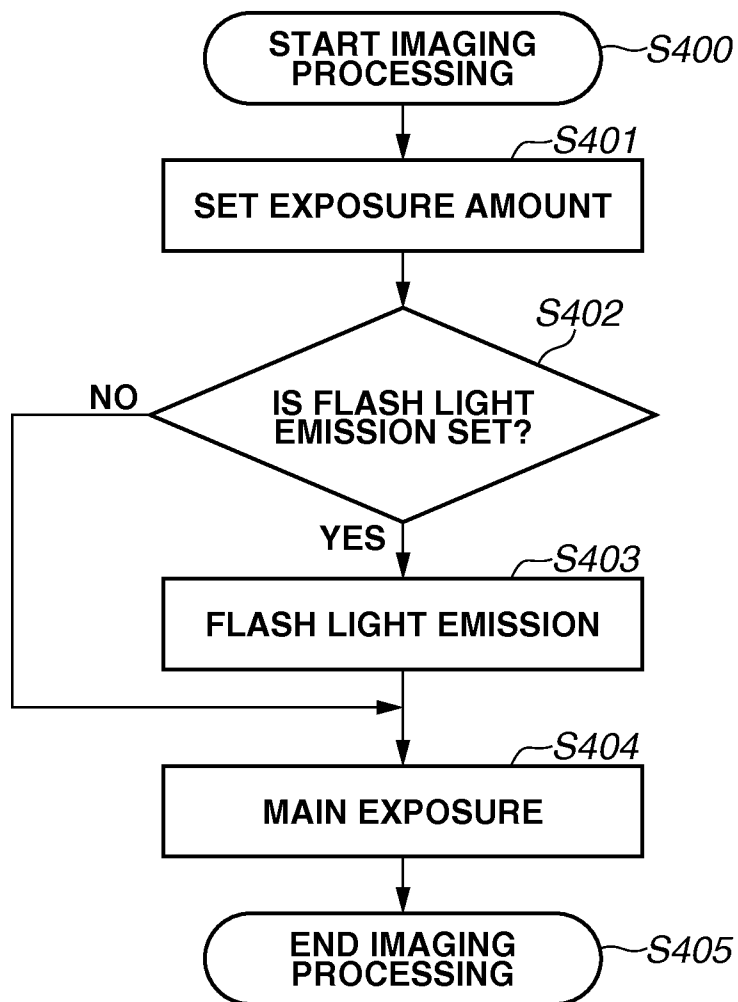 START IMAGING
PROCESSING
S400
S401
SET EXPOSURE AMOUNT
S402
NO
IS FLASH LIGHT
EMISSION SET?
YES
S403
FLASH LIGHT EMISSION
S404
MAIN EXPOSURE
END IMAGING
PROCESSING
S405